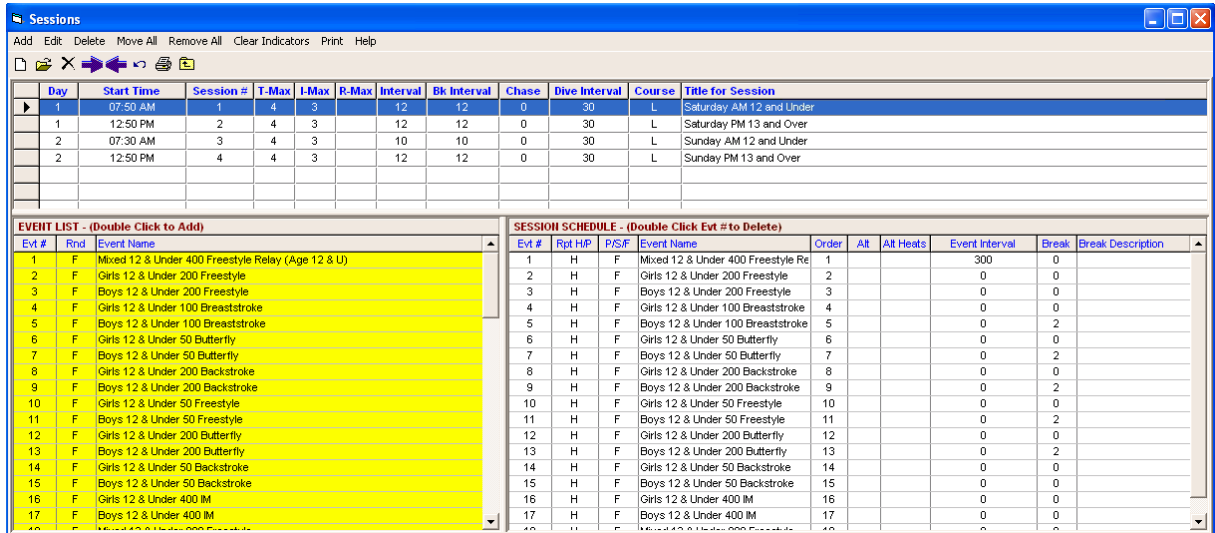 Sessions
Add Edit Delete Move All Remove All Clear Indicators Print Help
Day Start Time Session # T-Max I-Max R-Max Interval Bk Interval Chase Dive Interval Course Title for Session
1 07:50 AM 1 4 3 12 12 0 30 L Saturday AM 12 and Under
1 12:50 PM 2 4 3 12 12 0 30 L Saturday PM 13 and Over
2 07:30 AM 3 4 3 10 10 0 30 L Sunday AM 12 and Under
2 12:50 PM 4 4 3 12 12 0 30 L Sunday PM 13 and Over
EVENT LIST - (Double Click to Add)
Evt # Rnd Event Name
1 F Mixed 12 & Under 400 Freestyle Relay (Age 12 & U)
2 F Girls 12 & Under 200 Freestyle
3 F Boys 12 & Under 200 Freestyle
4 F Girls 12 & Under 100 Breaststroke
5 F Boys 12 & Under 100 Breaststroke
6 F Girls 12 & Under 50 Butterfly
7 F Boys 12 & Under 50 Butterfly
8 F Girls 12 & Under 200 Backstroke
9 F Boys 12 & Under 200 Backstroke
10 F Girls 12 & Under 50 Freestyle
11 F Boys 12 & Under 50 Freestyle
12 F Girls 12 & Under 200 Butterfly
13 F Boys 12 & Under 200 Butterfly
14 F Girls 12 & Under 50 Backstroke
15 F Boys 12 & Under 50 Backstroke
16 F Girls 12 & Under 400 IM
17 F Boys 12 & Under 400 IM
SESSION SCHEDULE - (Double Click Evt # to Delete)
Evt # Rpt H/P P/S/F Event Name Order Alt Alt Heats Event Interval Break Break Description
1 H F Mixed 12 & Under 400 Freestyle Re 1 300 0
2 H F Girls 12 & Under 200 Freestyle 2 0 0
3 H F Boys 12 & Under 200 Freestyle 3 0 0
4 H F Girls 12 & Under 100 Breaststroke 4 0 0
5 H F Boys 12 & Under 100 Breaststroke 5 0 2
6 H F Girls 12 & Under 50 Butterfly 6 0 0
7 H F Boys 12 & Under 50 Butterfly 7 0 2
8 H F Girls 12 & Under 200 Backstroke 8 0 0
9 H F Boys 12 & Under 200 Backstroke 9 0 2
10 H F Girls 12 & Under 50 Freestyle 10 0 0
11 H F Boys 12 & Under 50 Freestyle 11 0 2
12 H F Girls 12 & Under 200 Butterfly 12 0 0
13 H F Boys 12 & Under 200 Butterfly 13 0 2
14 H F Girls 12 & Under 50 Backstroke 14 0 0
15 H F Boys 12 & Under 50 Backstroke 15 0 0
16 H F Girls 12 & Under 400 IM 16 0 0
17 H F Boys 12 & Under 400 IM 17 0 0